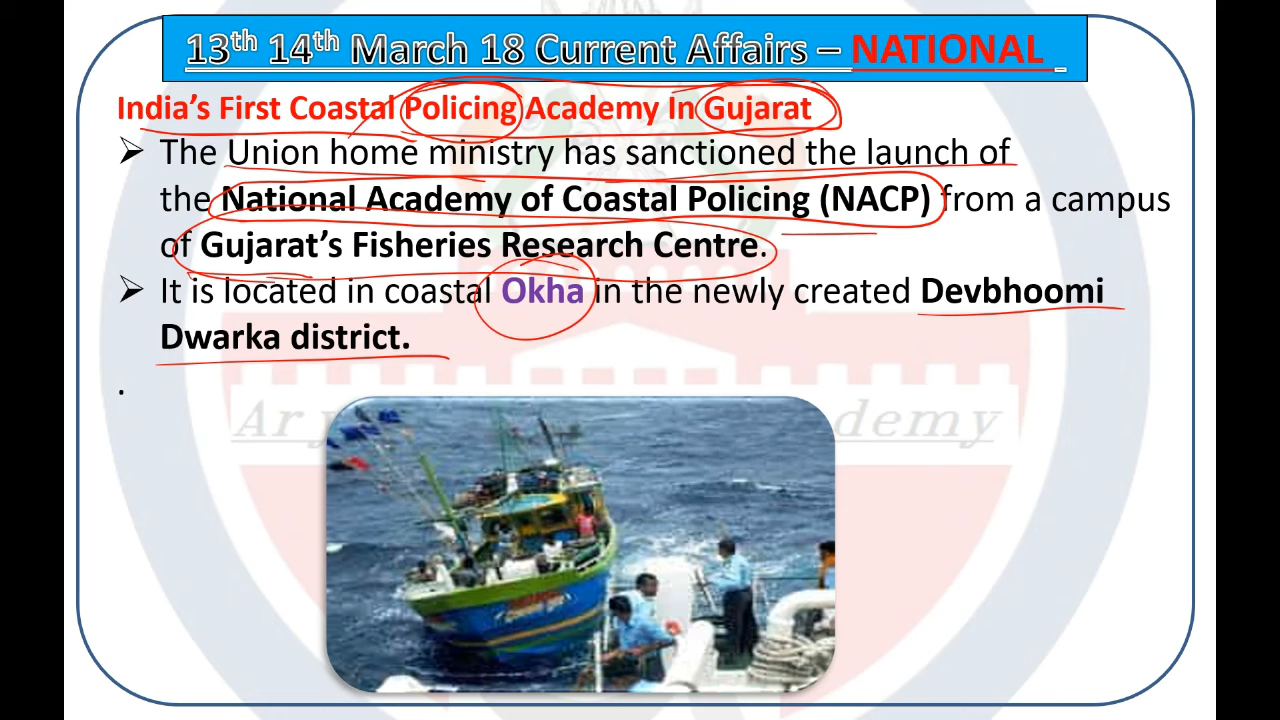 13th 14th March 18 Current Affairs – NATIONAL
India's First Coastal Policing Academy In Gujarat
➢ The Union home ministry has sanctioned the launch of
the National Academy of Coastal Policing (NACP) from a campus
of Gujarat's Fisheries Research Centre.
➢ It is located in coastal Okha in the newly created Devbhoomi
Dwarka district.
.